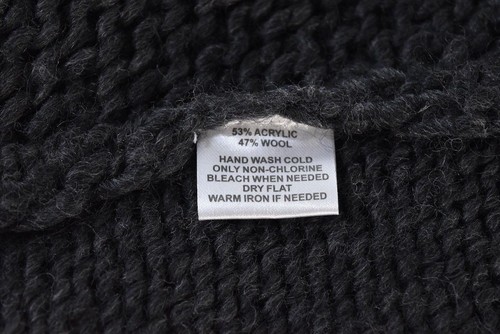 53% ACRYLIC
47% WOOL
HAND WASH COLD
ONLY NON-CHLORINE
BLEACH WHEN NEEDED
DRY FLAT
WARM IRON IF NEEDED